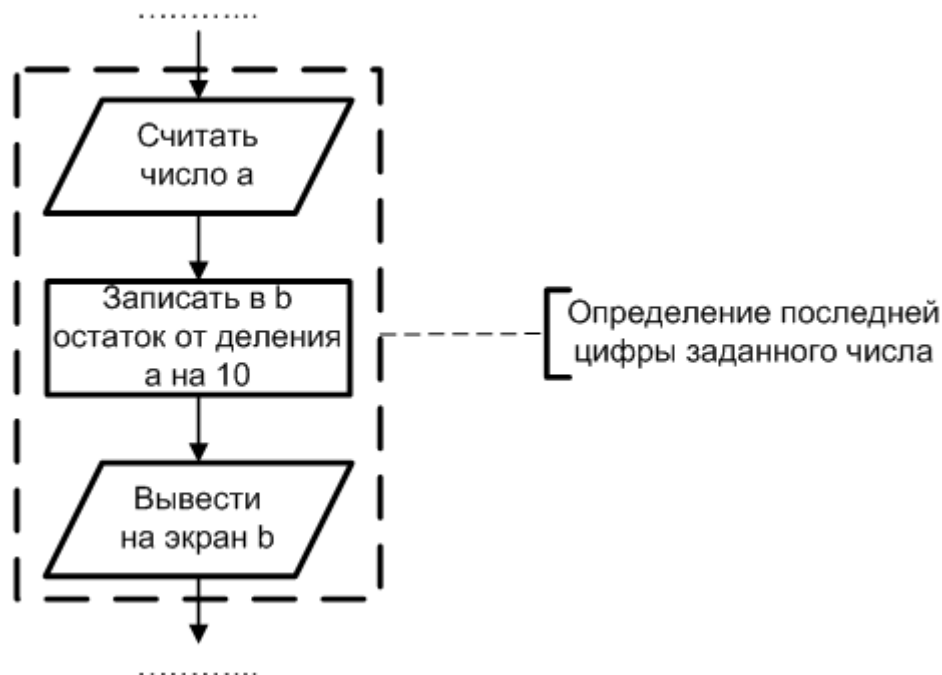 Считать
число a
Записать в b
остаток от деления
a на 10
Определение последней
цифры заданного числа
Вывести
на экран b